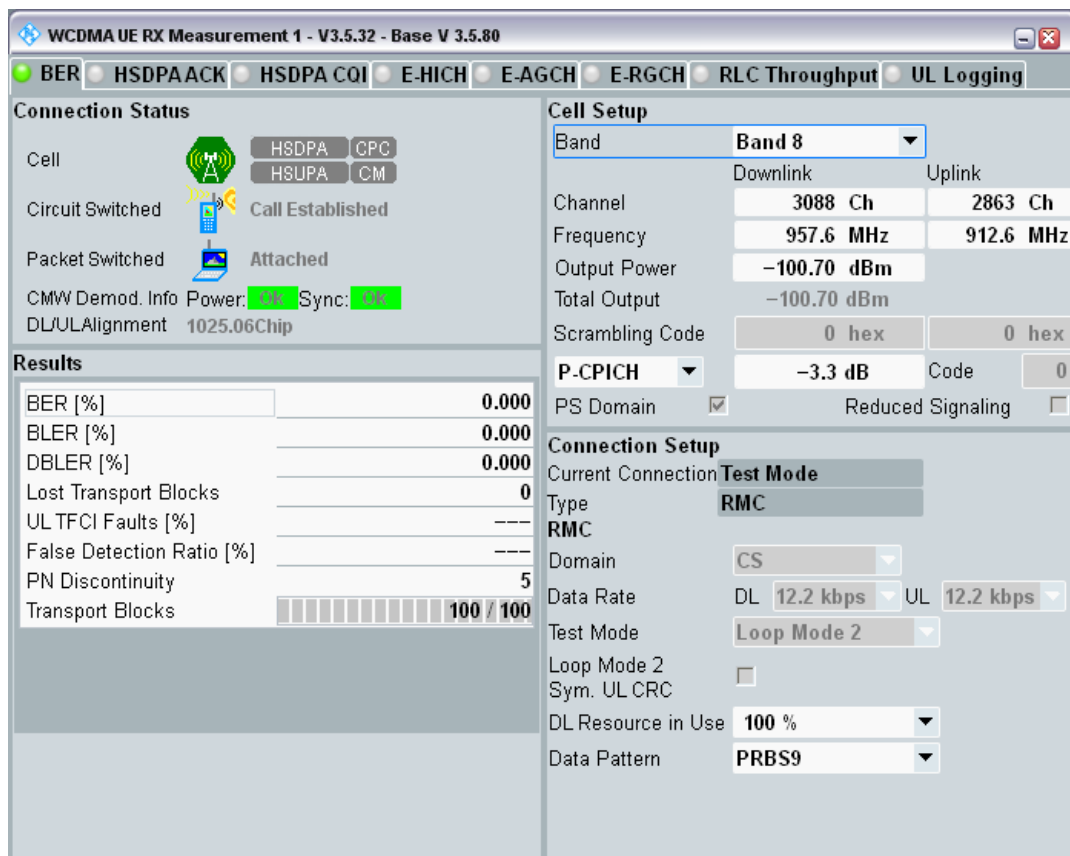 WCDMA UE RX Measurement 1 - V3.5.32 - Base V 3.5.80
BER HSDPA ACK HSDPA CQI E-HICH E-AGCH E-RGCH RLC Throughput UL Logging
Connection Status
Cell HSDPA CPC
HSUPA CM
Circuit Switched Call Established
Packet Switched Attached
CMW Demod. Info Power: Ok Sync: Ok
DL/UL Alignment 1025.06Chip
Results
BER [%] 0.000
BLER [%] 0.000
DBLER [%] 0.000
Lost Transport Blocks 0
UL TFCI Faults [%] ---
False Detection Ratio [%] ---
PN Discontinuity 5
Transport Blocks 100 / 100
Cell Setup
Band Band 8
Downlink Uplink
Channel 3088 Ch 2863 Ch
Frequency 957.6 MHz 912.6 MHz
Output Power −100.70 dBm
Total Output −100.70 dBm
Scrambling Code 0 hex 0 hex
P-CPICH −3.3 dB Code 0
PS Domain Reduced Signaling
Connection Setup
Current Connection Test Mode
Type RMC
RMC
Domain CS
Data Rate DL 12.2 kbps UL 12.2 kbps
Test Mode Loop Mode 2
Loop Mode 2
Sym. UL CRC
DL Resource in Use 100 %
Data Pattern PRBS9